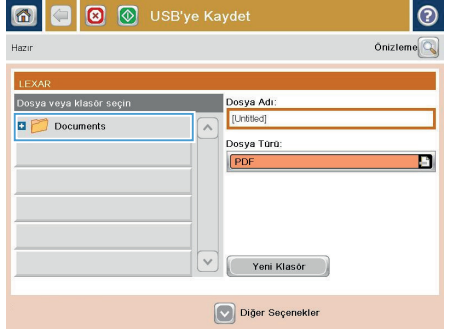 USB'ye Kaydet
Hazır
Önizleme
LEXAR
Dosya veya klasör seçin
Documents
Dosya Adı:
[Untitled]
Dosya Türü:
PDF
Yeni Klasör
Diğer Seçenekler